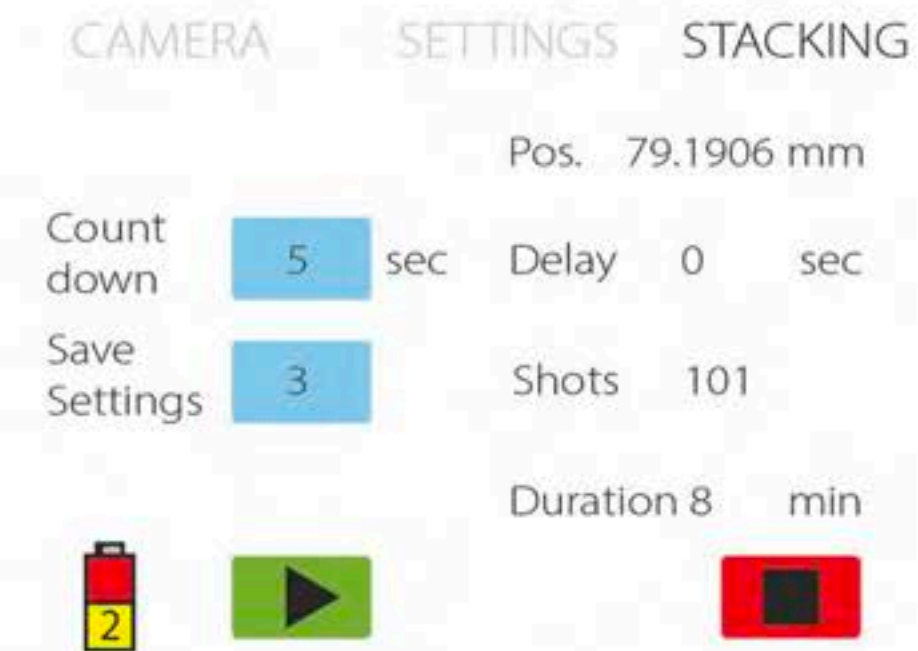 CAMERA SETTINGS STACKING
Pos. 79.1906 mm
Count
down 5 sec Delay 0 sec
Save
Settings 3 Shots 101
Duration 8 min
2